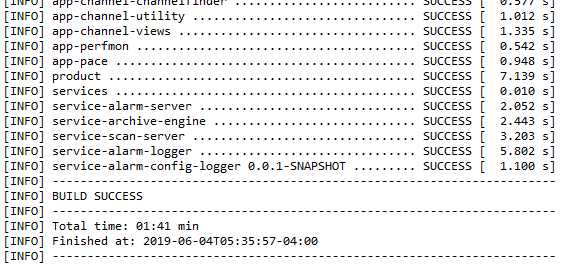 [INFO] app-channel-channelfinder .......................... SUCCESS [  0.577 s]
[INFO] app-channel-utility ................................ SUCCESS [  1.012 s]
[INFO] app-channel-views .................................. SUCCESS [  1.335 s]
[INFO] app-perfmon ........................................ SUCCESS [  0.542 s]
[INFO] app-pace ........................................... SUCCESS [  0.948 s]
[INFO] product ............................................ SUCCESS [  7.139 s]
[INFO] services ........................................... SUCCESS [  0.010 s]
[INFO] service-alarm-server ............................... SUCCESS [  2.052 s]
[INFO] service-archive-engine ............................. SUCCESS [  2.443 s]
[INFO] service-scan-server ................................ SUCCESS [  3.203 s]
[INFO] service-alarm-logger ............................... SUCCESS [  5.802 s]
[INFO] service-alarm-config-logger 0.0.1-SNAPSHOT ......... SUCCESS [  1.100 s]
[INFO] ------------------------------------------------------------------------
[INFO] BUILD SUCCESS
[INFO] ------------------------------------------------------------------------
[INFO] Total time: 01:41 min
[INFO] Finished at: 2019-06-04T05:35:57-04:00
[INFO] ------------------------------------------------------------------------